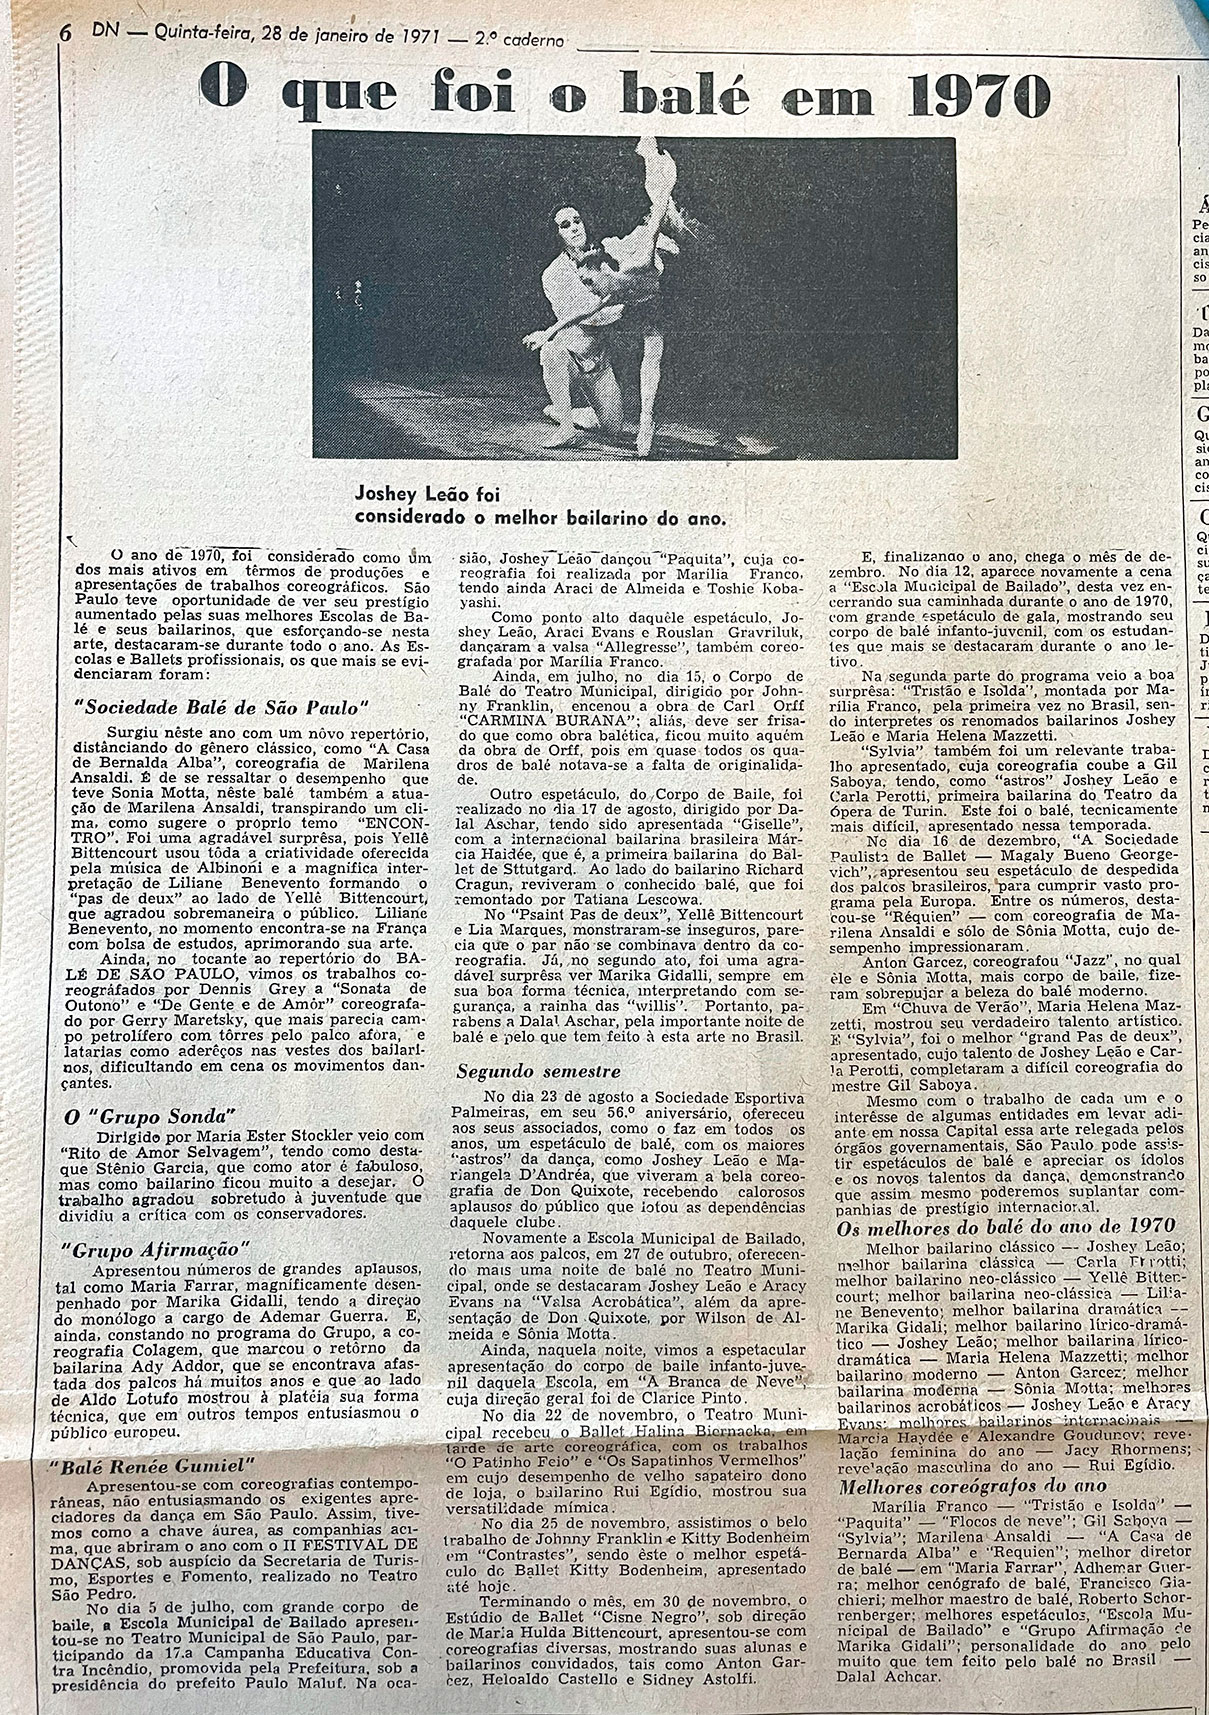 6 DN — Quinta-feira, 28 de janeiro de 1971 — 2.º caderno
O que foi o balé em 1970
Joshey Leão foi
considerado o melhor bailarino do ano.
O ano de 1970, foi considerado como um
dos mais ativos em têrmos de produções e
apresentações de trabalhos coreográficos. São
Paulo teve oportunidade de ver seu prestígio
aumentado pelas suas melhores Escolas de Ba-
lé e seus bailarinos, que esforçando-se nesta
arte, destacaram-se durante todo o ano. As Es-
colas e Ballets profissionais, os que mais se evi-
denciaram foram:
"Sociedade Balé de São Paulo"
Surgiu nêste ano com um nôvo repertório,
distânciando do gênero clássico, como "A Casa
de Bernalda Alba", coreografia de Marilena
Ansaldi. É de se ressaltar o desempenho que
teve Sonia Motta, nêste balé também a atua-
ção de Marilena Ansaldi, transpirando um cli-
ma, como sugere o próprio temo "ENCON-
TRO". Foi uma agradável surprêsa, pois Yellê
Bittencourt usou tôda a criatividade oferecida
pela música de Albinoni e a magnífica inter-
pretação de Liliane Benevento formando o
"pas de deux" ao lado de Yellê Bittencourt,
que agradou sobremaneira o público. Liliane
Benevento, no momento encontra-se na França
com bolsa de estudos, aprimorando sua arte.
Ainda, no tocante ao repertório do BA-
LÉ DE SÃO PAULO, vimos os trabalhos co-
reográfados por Dennis Grey a "Sonata de
Outono" e "De Gente e de Amôr" coreografa-
do por Gerry Maretsky, que mais parecia cam-
po petrolífero com tôrres pelo palco afora, e
latarias como aderêços nas vestes dos bailari-
nos, dificultando em cena os movimentos dan-
çantes.
O "Grupo Sonda"
Dirigido por Maria Ester Stockler veio com
"Rito de Amor Selvagem", tendo como desta-
que Stênio Garcia, que como ator é fabuloso,
mas como bailarino ficou muito a desejar. O
trabalho agradou sobretudo à juventude que
dividiu a crítica com os conservadores.
"Grupo Afirmação"
Apresentou números de grandes aplausos,
tal como Maria Farrar, magníficamente desen-
penhado por Marika Gidalli, tendo a direção
do monólogo a cargo de Ademar Guerra. E,
ainda, constando no programa do Grupo, a co-
reografia Colagem, que marcou o retôrno da
bailarina Ady Addor, que se encontrava afas-
tada dos palcos há muitos anos e que ao lado
de Aldo Lotufo mostrou à platéia sua forma
técnica, que em outros tempos entusiasmou o
público europeu.
"Balé Renée Gumiel"
Apresentou-se com coreografias contempo-
râneas, não entusiasmando os exigentes apre-
ciadores da dança em São Paulo. Assim, tive-
mos como a chave áurea, as companhias aci-
ma, que abriram o ano com o II FESTIVAL DE
DANÇAS, sob auspício da Secretaria de Turis-
mo, Esportes e Fomento, realizado no Teatro
São Pedro.
No dia 5 de julho, com grande corpo de
baile, a Escola Municipal de Bailado apresen-
tou-se no Teatro Municipal de São Paulo, par-
ticipando da 17.a Campanha Educativa Con-
tra Incêndio, promovida pela Prefeitura, sob a
presidência do prefeito Paulo Maluf. Na oca-
sião, Joshey Leão dançou "Paquita", cuja co-
reografia foi realizada por Marília Franco,
tendo ainda Araci de Almeida e Toshie Koba-
yashi.
Como ponto alto daquêle espetáculo, Jo-
shey Leão, Araci Evans e Rouslan Gravriluk,
dançaram a valsa "Allegresse", também coreo-
grafada por Marília Franco.
Ainda, em julho, no dia 15, o Corpo de
Balé do Teatro Municipal, dirigido por John-
ny Franklin, encenou a obra de Carl Orff
"CARMINA BURANA"; aliás, deve ser frisa-
do que como obra balética, ficou muito aquém
da obra de Orff, pois em quase todos os qua-
dros de balé notava-se a falta de originalida-
de.
Outro espetáculo, do Corpo de Baile, foi
realizado no dia 17 de agosto, dirigido por Da-
lal Aschar, tendo sido apresentada "Giselle",
com a internacional bailarina brasileira Már-
cia Haidée, que é, a primeira bailarina do Bal-
let de Sttutgard. Ao lado do bailarino Richard
Cragun, reviveram o conhecido balé, que foi
remontado por Tatiana Lescowa.
No "Psaint Pas de deux", Yellê Bittencourt
e Lia Marques, monstraram-se inseguros, pare-
cia que o par não se combinava dentro da co-
reografia. Já, no segundo ato, foi uma agra-
dável surprêsa ver Marika Gidalli, sempre em
sua boa forma técnica, interpretando com se-
gurança, a rainha das "willis". Portanto, pa-
rabens a Dalal Aschar, pela importante noite de
balé e pelo que tem feito à esta arte no Brasil.
Segundo semestre
No dia 23 de agosto a Sociedade Esportiva
Palmeiras, em seu 56.º aniversário, ofereceu
aos seus associados, como o faz em todos os
anos, um espetáculo de balé, com os maiores
"astros" da dança, como Joshey Leão e Ma-
riangela D'Andréa, que viveram a bela coreo-
grafia de Don Quixote, recebendo calorosos
aplausos do público que lotou as dependências
daquele clube.
Novamente a Escola Municipal de Bailado,
retorna aos palcos, em 27 de outubro, oferecen-
do mais uma noite de balé no Teatro Muni-
cipal, onde se destacaram Joshey Leão e Aracy
Evans na "Valsa Acrobática", além da apre-
sentação de Don Quixote, por Wilson de Al-
meida e Sônia Motta.
Ainda, naquela noite, vimos a espetacular
apresentação do corpo de baile infanto-juve-
nil daquela Escola, em "A Branca de Neve",
cuja direção geral foi de Clarice Pinto.
No dia 22 de novembro, o Teatro Muni-
cipal recebeu o Ballet Halina Biernacka, em
tarde de arte coreográfica, com os trabalhos
"O Patinho Feio" e "Os Sapatinhos Vermelhos"
em cujo desempenho de velho sapateiro dono
de loja, o bailarino Rui Egídio, mostrou sua
versatilidade mímica.
No dia 25 de novembro, assistimos o belo
trabalho de Johnny Franklin e Kitty Bodenheim
em "Contrastes", sendo êste o melhor espetá-
culo do Ballet Kitty Bodenheim, apresentado
até hoje.
Terminando o mês, em 30 de novembro, o
Estúdio de Ballet "Cisne Negro", sob direção
de Maria Hulda Bittencourt, apresentou-se com
coreografias diversas, mostrando suas alunas e
bailarinos convidados, tais como Anton Gar-
cez, Heloaldo Castello e Sidney Astolfi.
E, finalizando o ano, chega o mês de de-
zembro. No dia 12, aparece novamente a cena
a "Escola Municipal de Bailado", desta vez en-
cerrando sua caminhada durante o ano de 1970,
com grande espetáculo de gala, mostrando seu
corpo de balé infanto-juvenil, com os estudan-
tes que mais se destacaram durante o ano le-
tivo.
Na segunda parte do programa veio a boa
surprêsa: "Tristão e Isolda", montada por Ma-
rília Franco, pela primeira vez no Brasil, sen-
do interpretes os renomados bailarinos Joshey
Leão e Maria Helena Mazzetti.
"Sylvia" também foi um relevante traba-
lho apresentado, cuja coreografia coube a Gil
Saboya, tendo, como "astros" Joshey Leão e
Carla Perotti, primeira bailarina do Teatro da
Ópera de Turin. Este foi o balé, tecnicamente
mais difícil, apresentado nessa temporada.
No dia 16 de dezembro, "A Sociedade
Paulista de Ballet — Magaly Bueno George-
vich", apresentou seu espetáculo de despedida
dos palcos brasileiros, para cumprir vasto pro-
grama pela Europa. Entre os números, desta-
cou-se "Réquien" — com coreografia de Ma-
rilena Ansaldi e sólo de Sônia Motta, cujo de-
sempenho impressionaram.
Anton Garcez, coreografou "Jazz", no qual
êle e Sônia Motta, mais corpo de baile, fize-
ram sobrepujar a beleza do balé moderno.
Em "Chuva de Verão", Maria Helena Maz-
zetti, mostrou seu verdadeiro talento artístico.
E "Sylvia", foi o melhor "grand Pas de deux",
apresentado, cujo talento de Joshey Leão e Car-
la Perotti, completaram a difícil coreografia do
mestre Gil Saboya.
Mesmo com o trabalho de cada um e o
interêsse de algumas entidades em levar adi-
ante em nossa Capital essa arte relegada pelos
órgãos governamentais, São Paulo pode assis-
tir espetáculos de balé e apreciar os ídolos
e os novos talentos da dança, demonstrando
que assim mesmo poderemos suplantar com-
panhias de prestígio internacional.
Os melhores do balé do ano de 1970
Melhor bailarino clássico — Joshey Leão;
melhor bailarina clássica — Carla
melhor bailarino neo-clássico — Yellê Bitten-
court; melhor bailarina neo-clássica — Lilia-
ne Benevento; melhor bailarina dramática —
Marika Gidali; melhor bailarino lírico-dramá-
tico — Joshey Leão; melhor bailarina lírico-
dramática — Maria Helena Mazzetti; melhor
bailarino moderno — Anton Garcez; melhor
bailarina moderna — Sônia Motta; melhores
bailarinos acrobáticos — Joshey Leão e Aracy
Evans; melhores bailarinos internacinais —
Marcia Haydée e Alexandre Goudunov; reve-
lação feminina do ano — Jacy Rhormens;
revelação masculina do ano — Rui Egídio.
Melhores coreógrafos do ano
Marília Franco — "Tristão e Isolda" —
"Paquita" — "Flocos de neve"; Gil Saboya —
"Sylvia"; Marilena Ansaldi — "A Casa de
Bernarda Alba" e "Requien"; melhor diretor
de balé — em "Maria Farrar", Adhemar Guer-
ra; melhor cenógrafo de balé, Francisco Gia-
chieri; melhor maestro de balé, Roberto Schor-
renberger; melhores espetáculos, "Escola Mu-
nicipal de Bailado" e "Grupo Afirmação de
Marika Gidali"; personalidade do ano pelo
muito que tem feito pelo balé no Brasil —
Dalal Achcar.